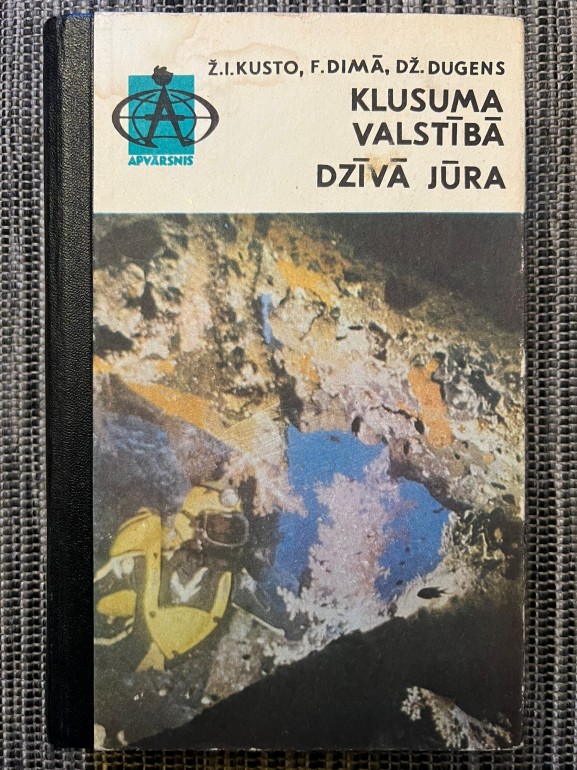 Ž.I.KUSTO, F.DIMĀ, DŽ.DUGENS
KLUSUMA
VALSTĪBĀ
DZĪVĀ JŪRA
A
APVĀRSNIS